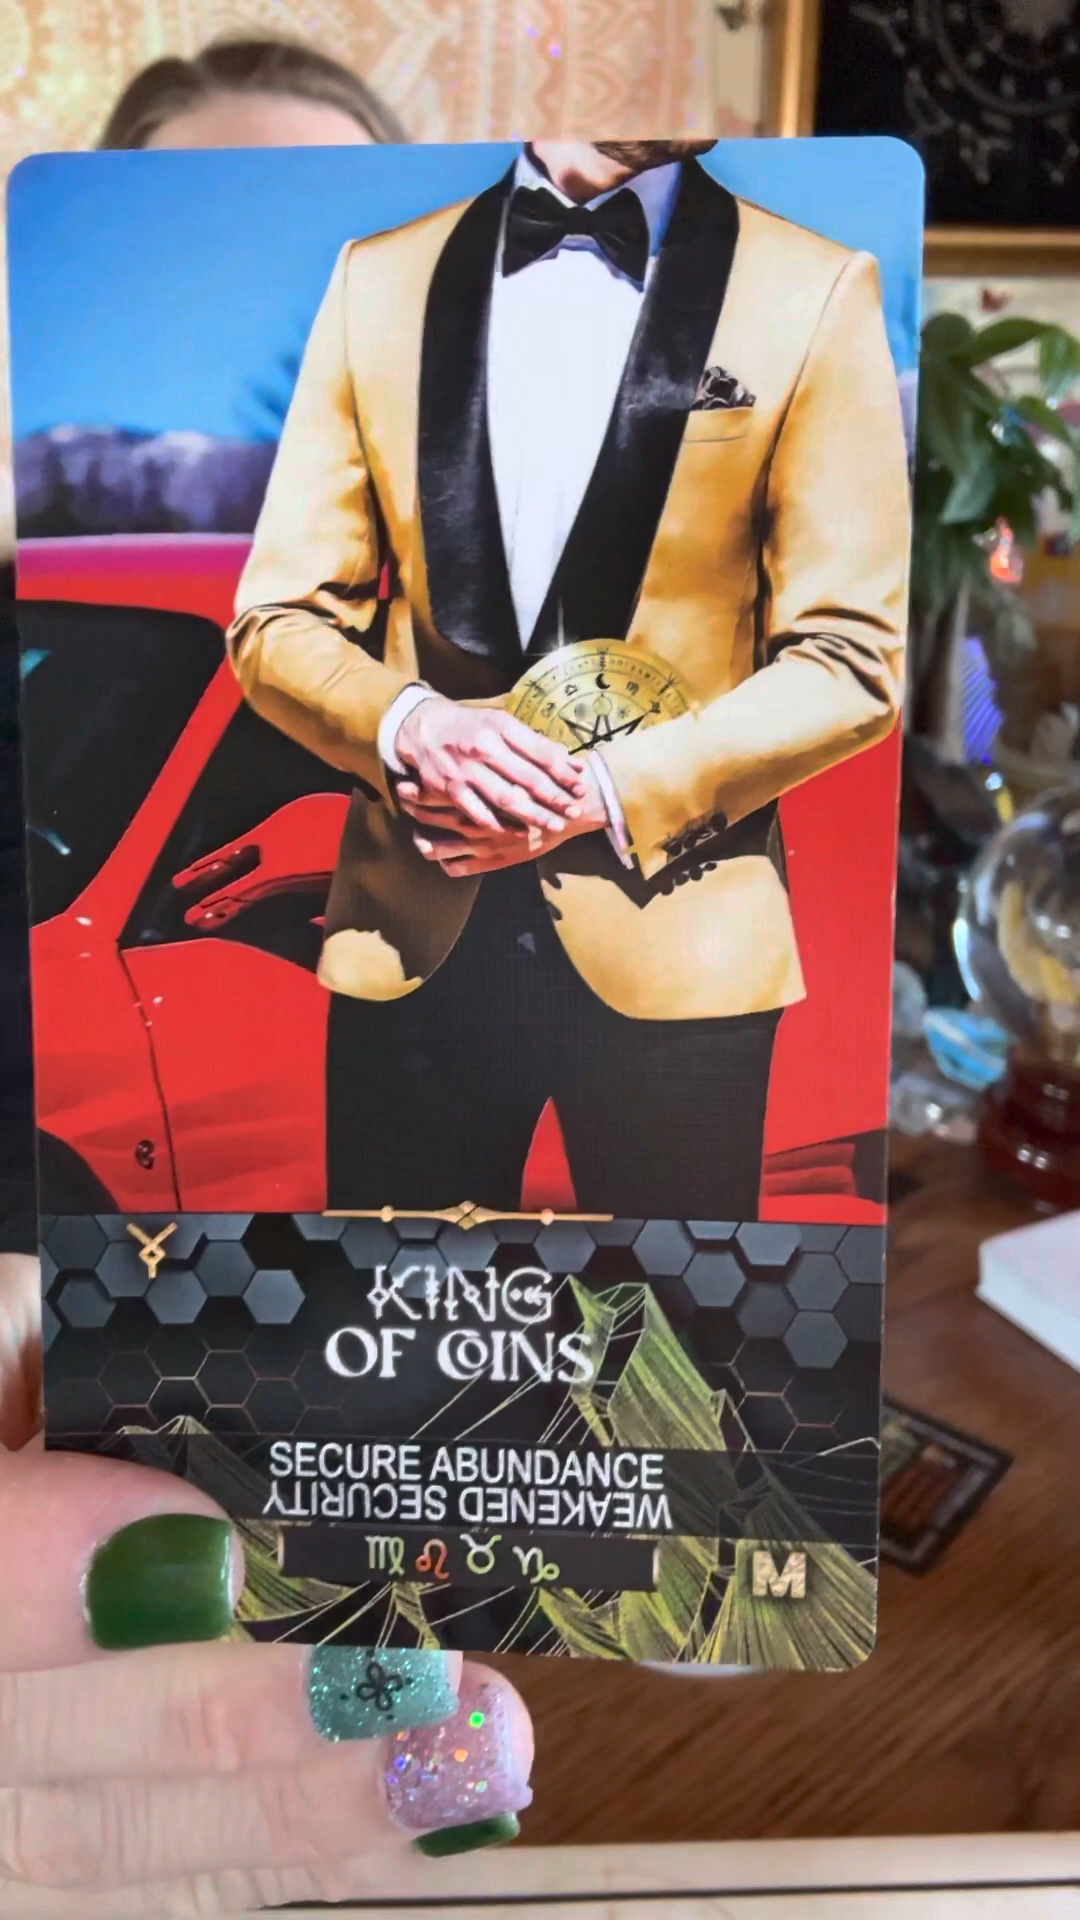 KING
OF COINS
SECURE ABUNDANCE
WEAKENED SECURITY
♍ ♌ ♉ ♑
M